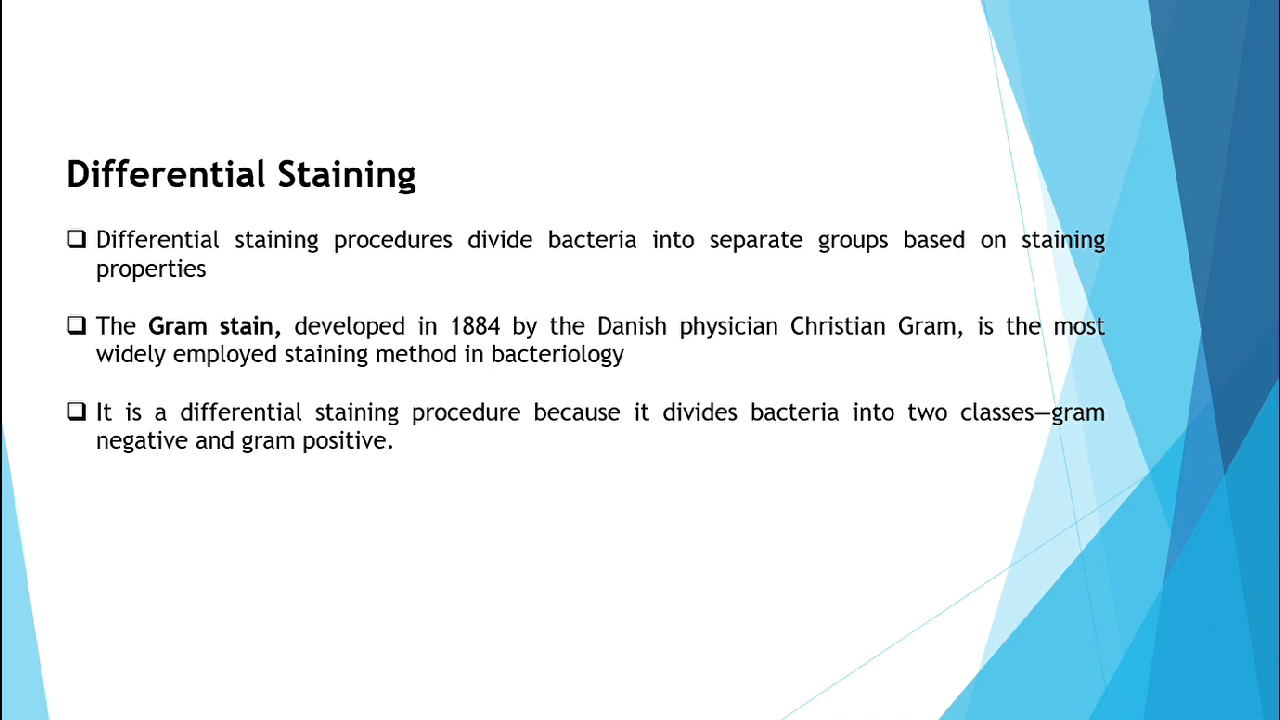 Differential Staining
❑ Differential staining procedures divide bacteria into separate groups based on staining
properties
❑ The Gram stain, developed in 1884 by the Danish physician Christian Gram, is the most
widely employed staining method in bacteriology
❑ It is a differential staining procedure because it divides bacteria into two classes—gram
negative and gram positive.